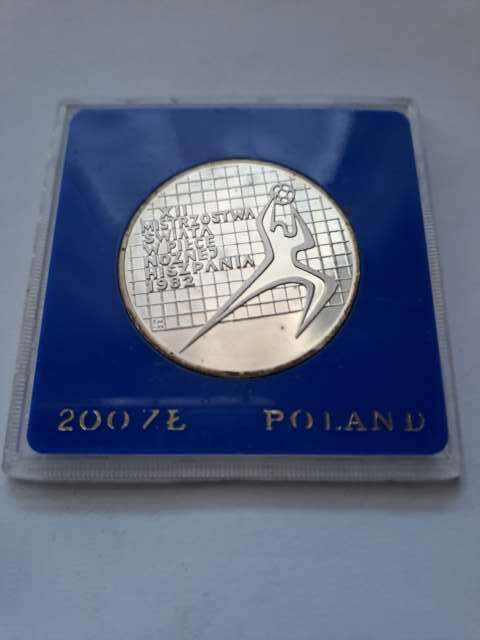 XII
MISTRZOSTWA
ŚWIATA
W PIŁCE
NOŻNEJ
HISZPANIA
1982
200 ZŁ POLAND